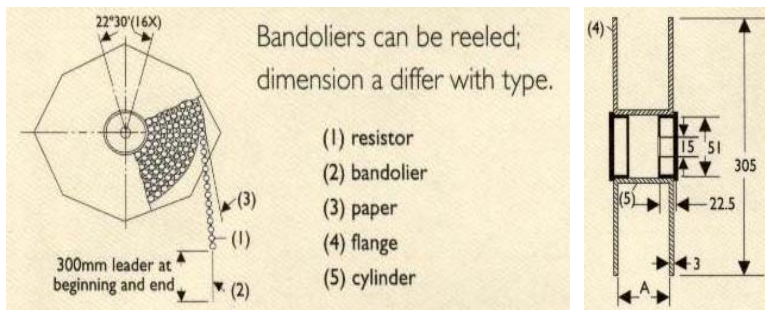 22°30'(16X)
Bandoliers can be reeled;
dimension a differ with type.
(1) resistor
(2) bandolier
(3) paper
(4) flange
(5) cylinder
(3)
(1)
(2)
300mm leader at
beginning and end
(4)
15
51
305
(5)
22.5
3
A